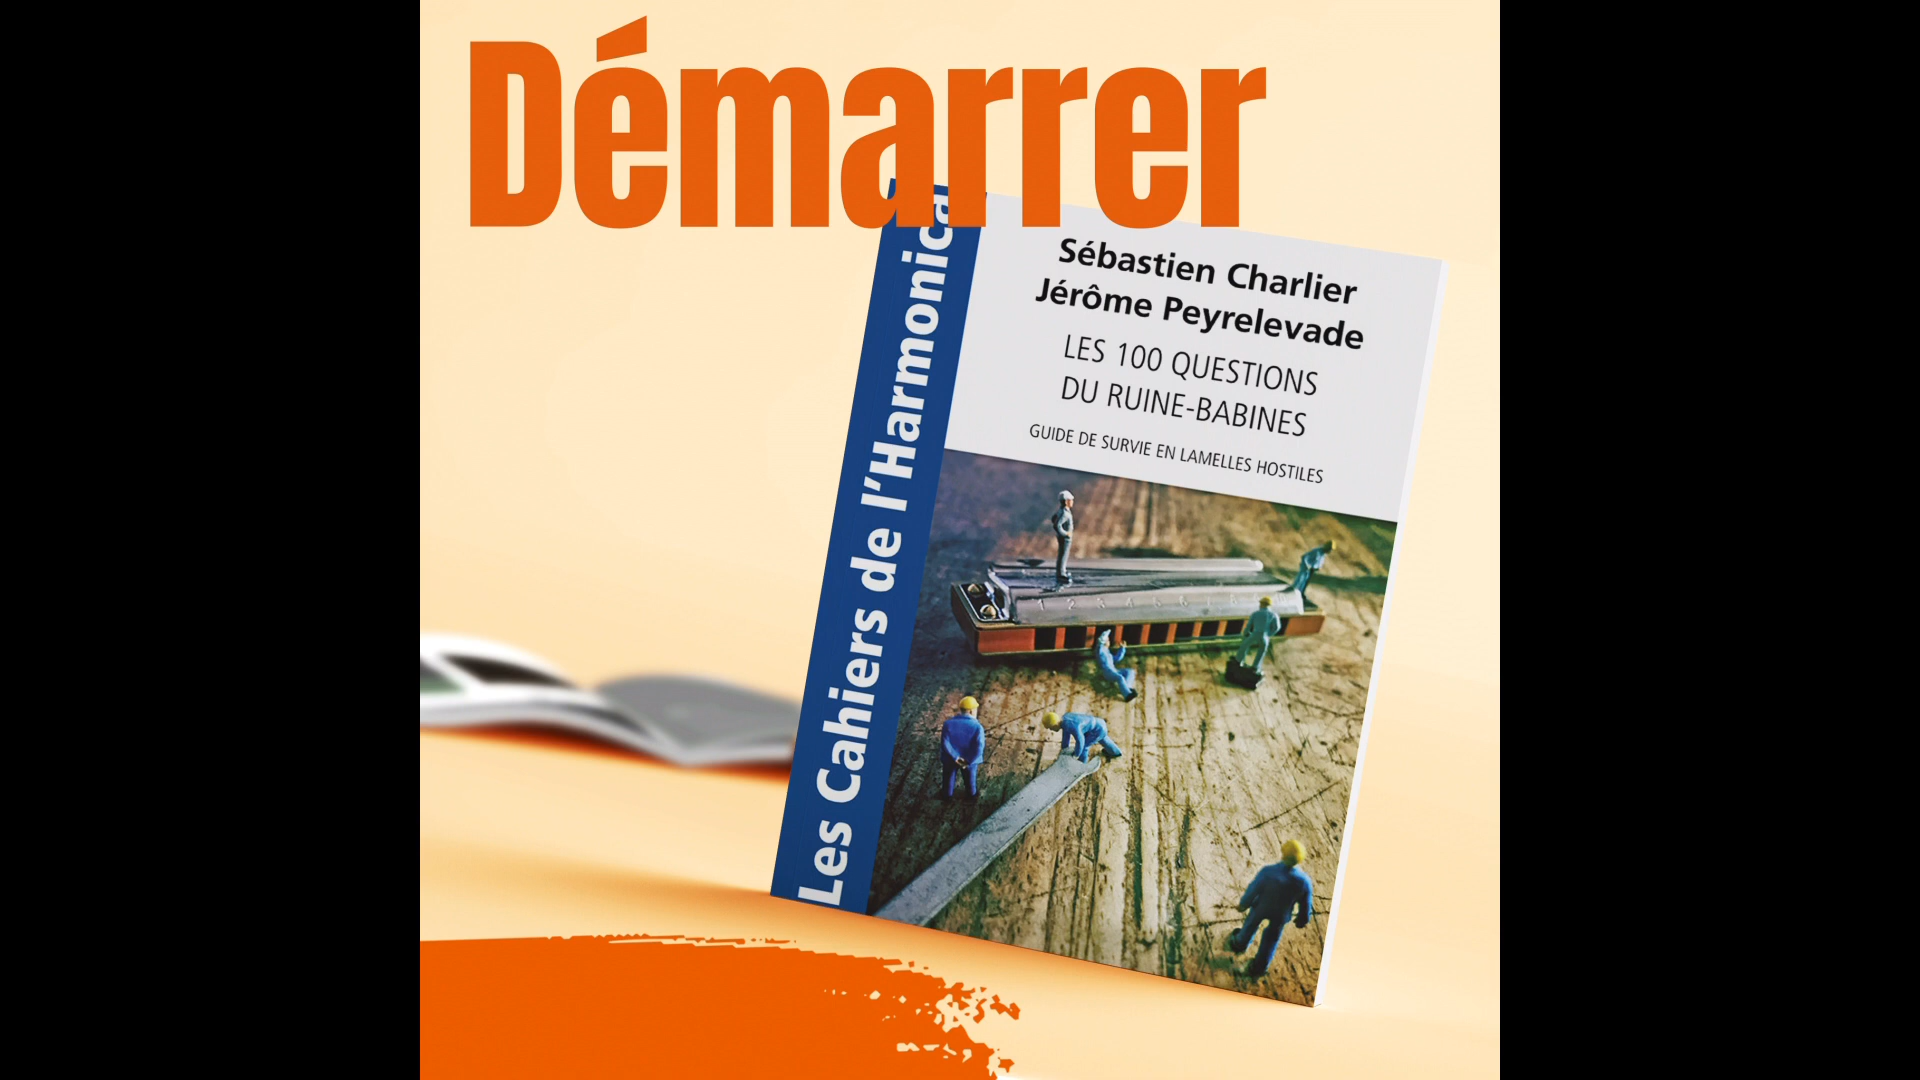 Démarrer
Les Cahiers de l'Harmonica
Sébastien Charlier
Jérôme Peyrelevade
LES 100 QUESTIONS
DU RUINE-BABINES
GUIDE DE SURVIE EN LAMELLES HOSTILES